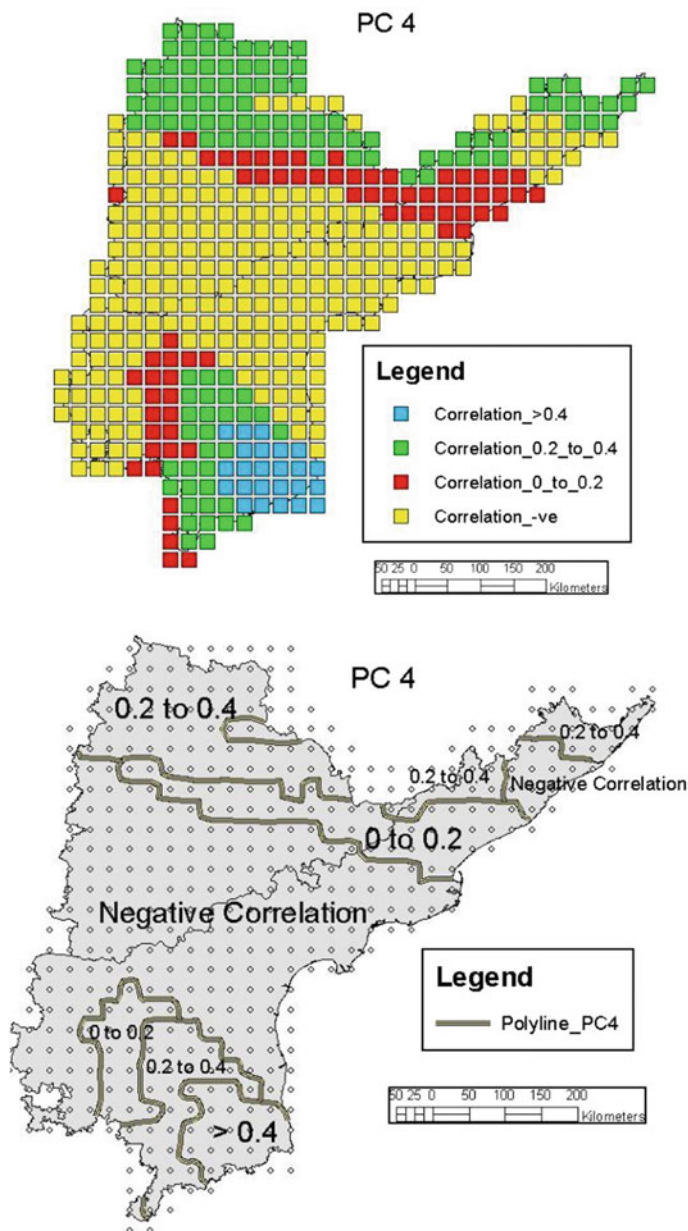 PC 4
Legend
Correlation_>0.4
Correlation_0.2_to_0.4
Correlation_0_to_0.2
Correlation_-ve
50 25 0 50 100 150 200
Kilometers
PC 4
0.2 to 0.4
0.2 to 0.4
0.2 to 0.4
Negative Correlation
0 to 0.2
Negative Correlation
Legend
Polyline_PC4
0 to 0.2
0.2 to 0.4
> 0.4
50 25 0 50 100 150 200
Kilometers